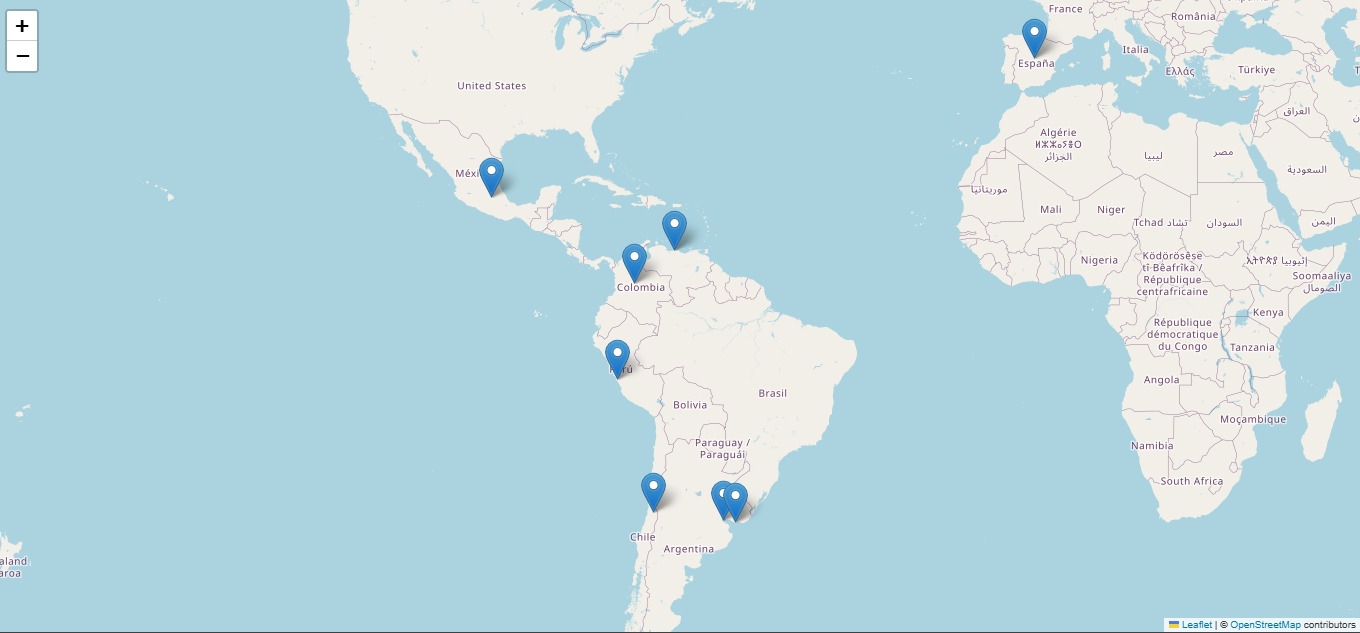 +
−
France
România
Italia
España
Ελλάς
Türkiye
United States
العراق
Algérie
ⵍⵣⵣⴰⵢⴻⵔ
الجزائر
ليبيا
مصر
السعودية
Méxi
موريتانيا
Mali
Niger
Tchad تشاد
السودان
اليمن
Nigeria
Ködörösêse
tî Bêafrîka /
République
centrafricaine
ኢትዮጵያ إثيوبيا
Soomaaliya
الصومال
Colombia
Kenya
République
démocratique
du Congo
Tanzania
Perú
Angola
Brasil
Bolivia
Moçambique
Paraguay /
Paraguái
Namibia
South Africa
Chile
Argentina
aland
aroa
Leaflet | © OpenStreetMap contributors